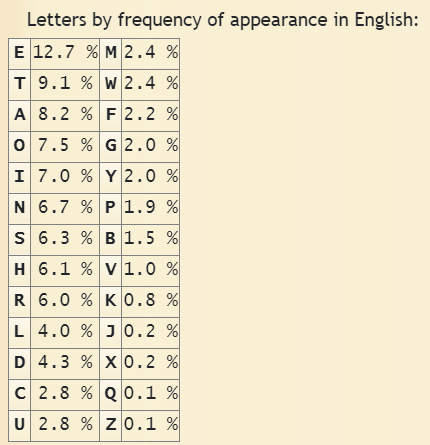 Letters by frequency of appearance in English:
E 12.7 % M 2.4 %
T 9.1 % W 2.4 %
A 8.2 % F 2.2 %
O 7.5 % G 2.0 %
I 7.0 % Y 2.0 %
N 6.7 % P 1.9 %
S 6.3 % B 1.5 %
H 6.1 % V 1.0 %
R 6.0 % K 0.8 %
L 4.0 % J 0.2 %
D 4.3 % X 0.2 %
C 2.8 % Q 0.1 %
U 2.8 % Z 0.1 %